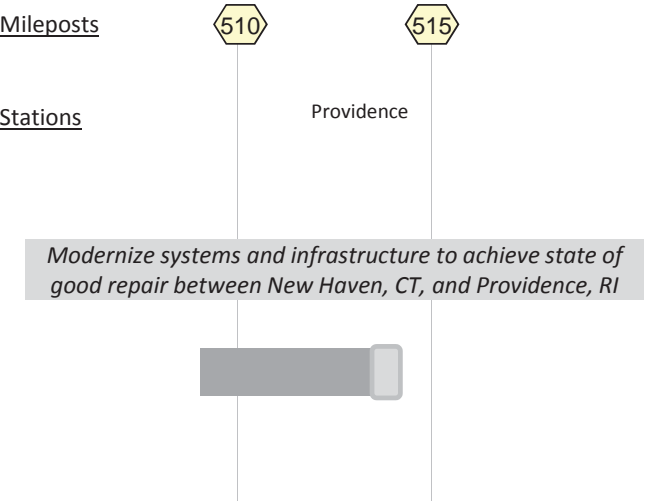 Mileposts
510
515
Stations
Providence
Modernize systems and infrastructure to achieve state of
good repair between New Haven, CT, and Providence, RI